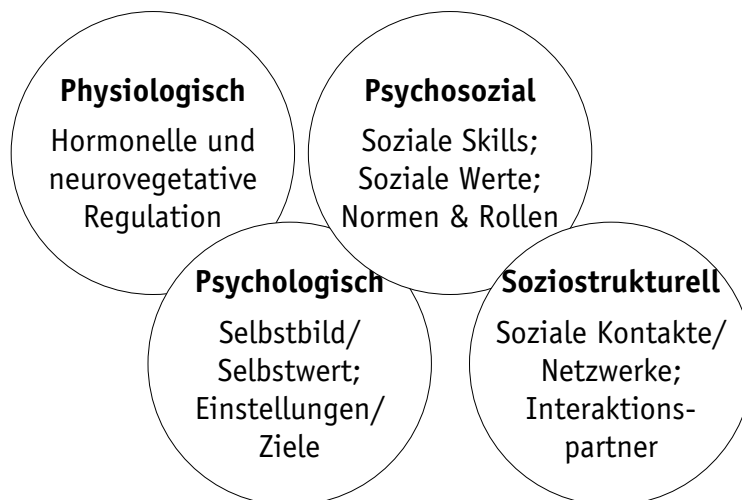 Physiologisch
Hormonelle und
neurovegetative
Regulation
Psychosozial
Soziale Skills;
Soziale Werte;
Normen & Rollen
Psychologisch
Selbstbild/
Selbstwert;
Einstellungen/
Ziele
Soziostrukturell
Soziale Kontakte/
Netzwerke;
Interaktions-
partner